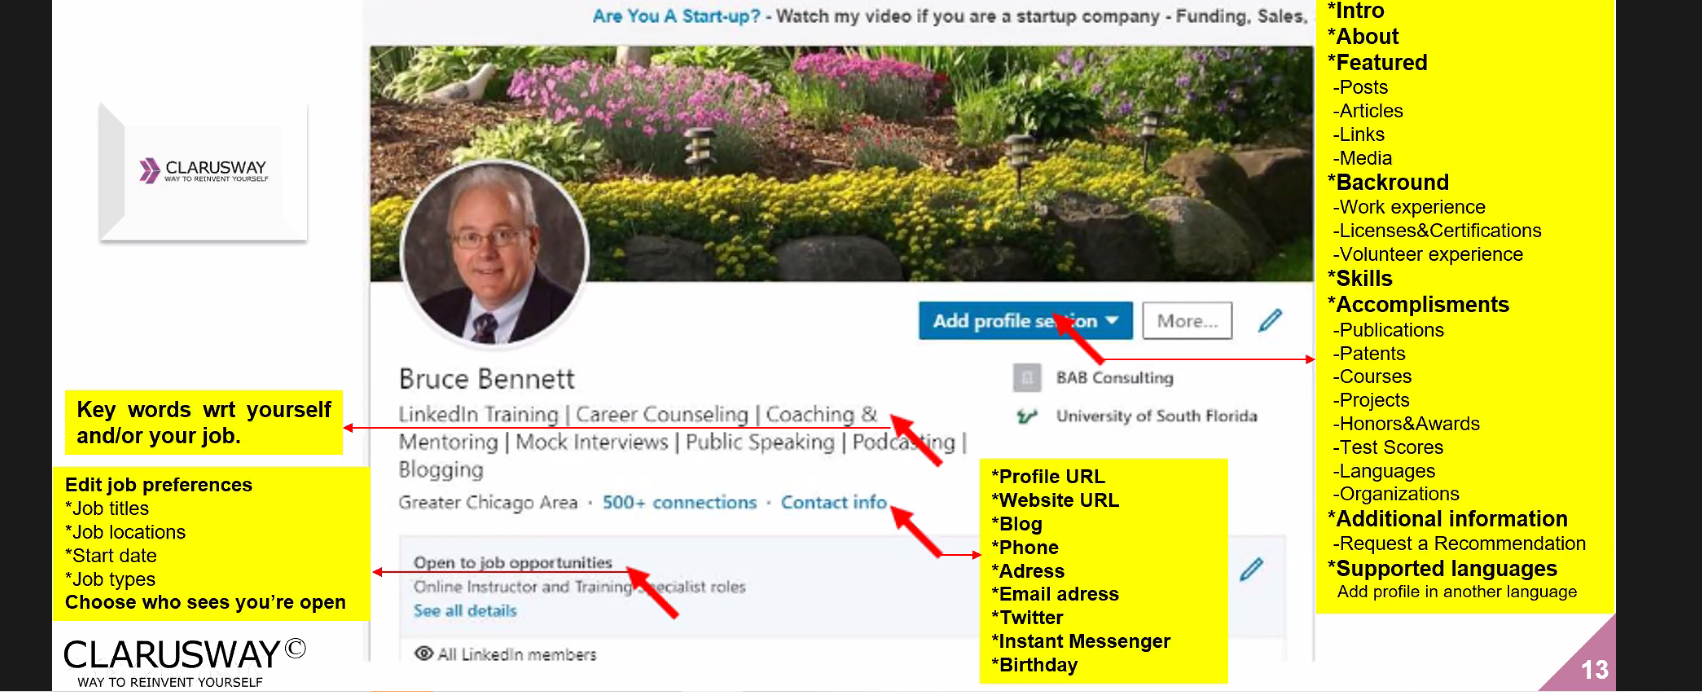 Are You A Start-up? - Watch my video if you are a startup company - Funding, Sales,
CLARUSWAY
WAY TO REINVENT YOURSELF
Add profile section
More...
Bruce Bennett
LinkedIn Training | Career Counseling | Coaching &
Mentoring | Mock Interviews | Public Speaking | Podcasting |
Blogging
Greater Chicago Area · 500+ connections · Contact info
BAB Consulting
University of South Florida
Open to job opportunities
Online Instructor and Training Specialist roles
See all details
All LinkedIn members
Key words wrt yourself
and/or your job.
Edit job preferences
*Job titles
*Job locations
*Start date
*Job types
Choose who sees you’re open
*Profile URL
*Website URL
*Blog
*Phone
*Adress
*Email adress
*Twitter
*Instant Messenger
*Birthday
*Intro
*About
*Featured
-Posts
-Articles
-Links
-Media
*Backround
-Work experience
-Licenses&Certifications
-Volunteer experience
*Skills
*Accomplisments
-Publications
-Patents
-Courses
-Projects
-Honors&Awards
-Test Scores
-Languages
-Organizations
*Additional information
-Request a Recommendation
*Supported languages
Add profile in another language
CLARUSWAY©
WAY TO REINVENT YOURSELF
13